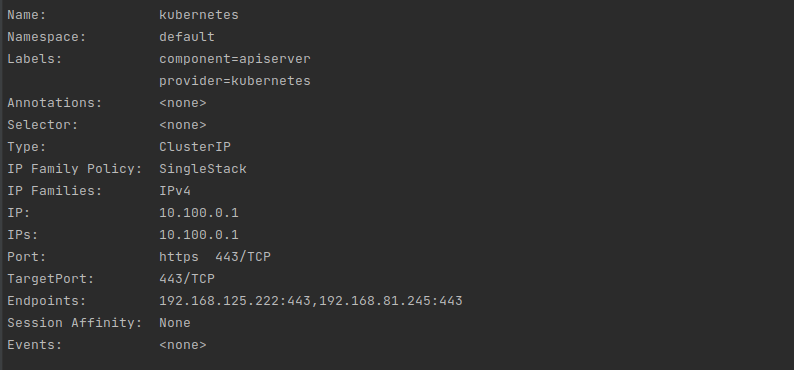 Name:              kubernetes
Namespace:         default
Labels:            component=apiserver
                   provider=kubernetes
Annotations:       <none>
Selector:          <none>
Type:              ClusterIP
IP Family Policy:  SingleStack
IP Families:       IPv4
IP:                10.100.0.1
IPs:               10.100.0.1
Port:              https  443/TCP
TargetPort:        443/TCP
Endpoints:         192.168.125.222:443,192.168.81.245:443
Session Affinity:  None
Events:            <none>